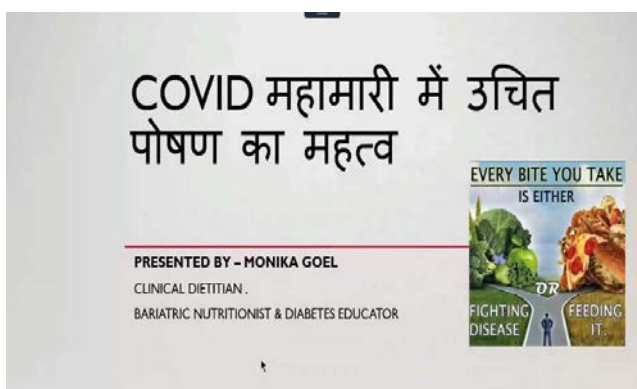 COVID महामारी में उचित
पोषण का महत्व
EVERY BITE YOU TAKE
IS EITHER
OR
FIGHTING
DISEASE
FEEDING
IT.
PRESENTED BY – MONIKA GOEL
CLINICAL DIETITIAN .
BARIATRIC NUTRITIONIST & DIABETES EDUCATOR